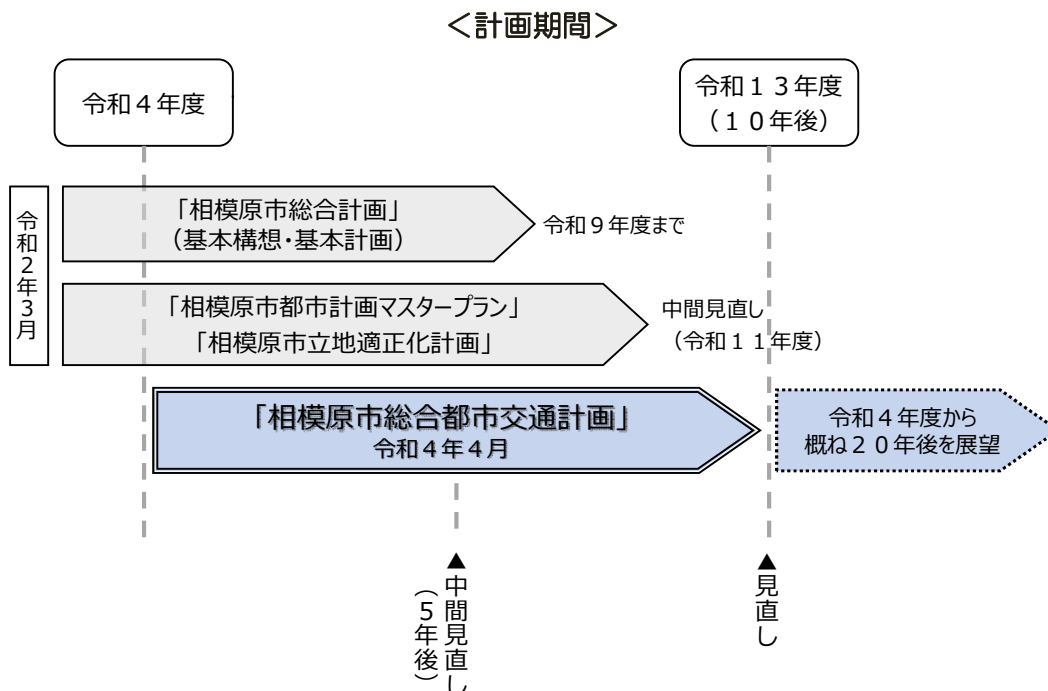 ＜計画期間＞
令和４年度
令和１３年度
（１０年後）
令和２年３月
「相模原市総合計画」
（基本構想・基本計画）
令和９年度まで
「相模原市都市計画マスタープラン」
「相模原市立地適正化計画」
中間見直し
（令和１１年度）
「相模原市総合都市交通計画」
令和４年４月
令和４年度から
概ね２０年後を展望
▲中間見直し
（５年後）
▲見直し